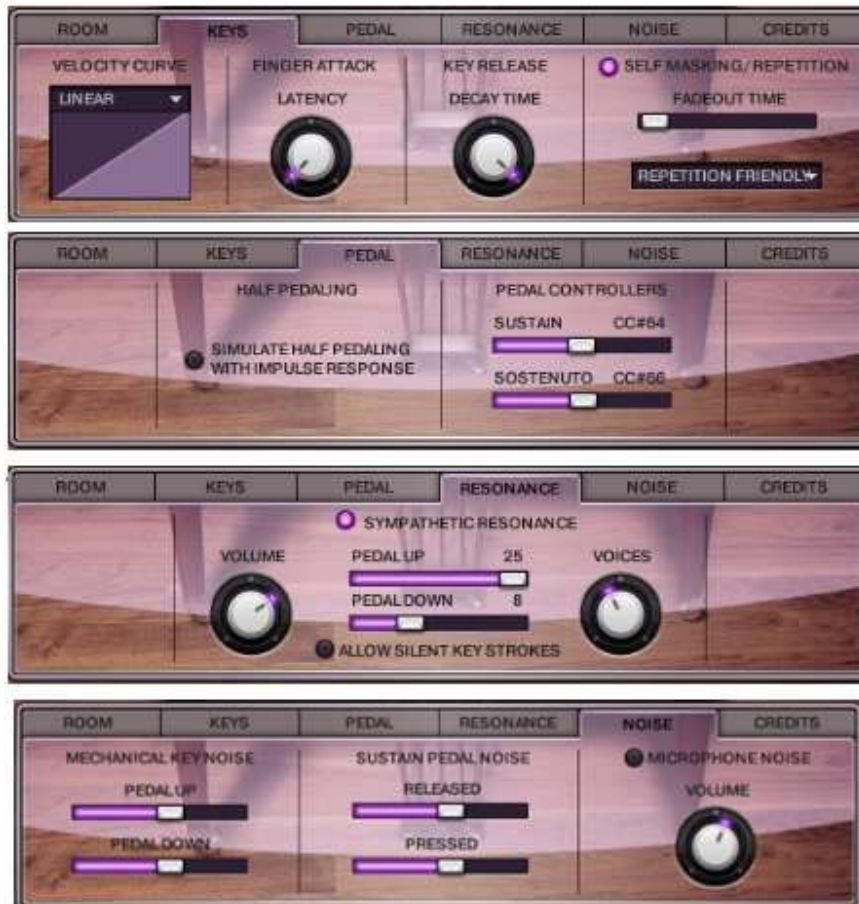 ROOM KEYS PEDAL RESONANCE NOISE CREDITS
VELOCITY CURVE FINGER ATTACK KEY RELEASE SELF MASKING/REPETITION
LINEAR LATENCY DECAY TIME FADEOUT TIME
REPETITION FRIENDLY
ROOM KEYS PEDAL RESONANCE NOISE CREDITS
HALF PEDALING PEDAL CONTROLLERS
SUSTAIN CC#64
SIMULATE HALF PEDALING
WITH IMPULSE RESPONSE
SOSTENUTO CC#66
ROOM KEYS PEDAL RESONANCE NOISE CREDITS
SYMPATHETIC RESONANCE
VOLUME PEDAL UP 25 VOICES
PEDAL DOWN 8
ALLOW SILENT KEY STROKES
ROOM KEYS PEDAL RESONANCE NOISE CREDITS
MECHANICAL KEY NOISE SUSTAIN PEDAL NOISE MICROPHONE NOISE
PEDAL UP RELEASED VOLUME
PEDAL DOWN PRESSED